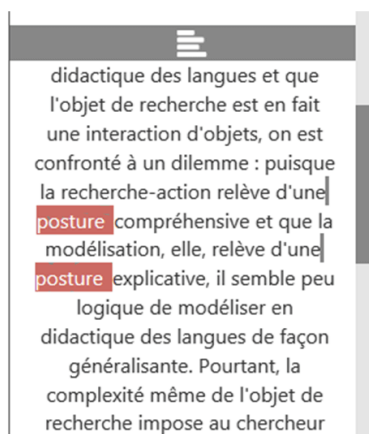 didactique des langues et que
l'objet de recherche est en fait
une interaction d'objets, on est
confronté à un dilemme : puisque
la recherche-action relève d'une
posture compréhensive et que la
modélisation, elle, relève d'une
posture explicative, il semble peu
logique de modéliser en
didactique des langues de façon
généralisante. Pourtant, la
complexité même de l'objet de
recherche impose au chercheur